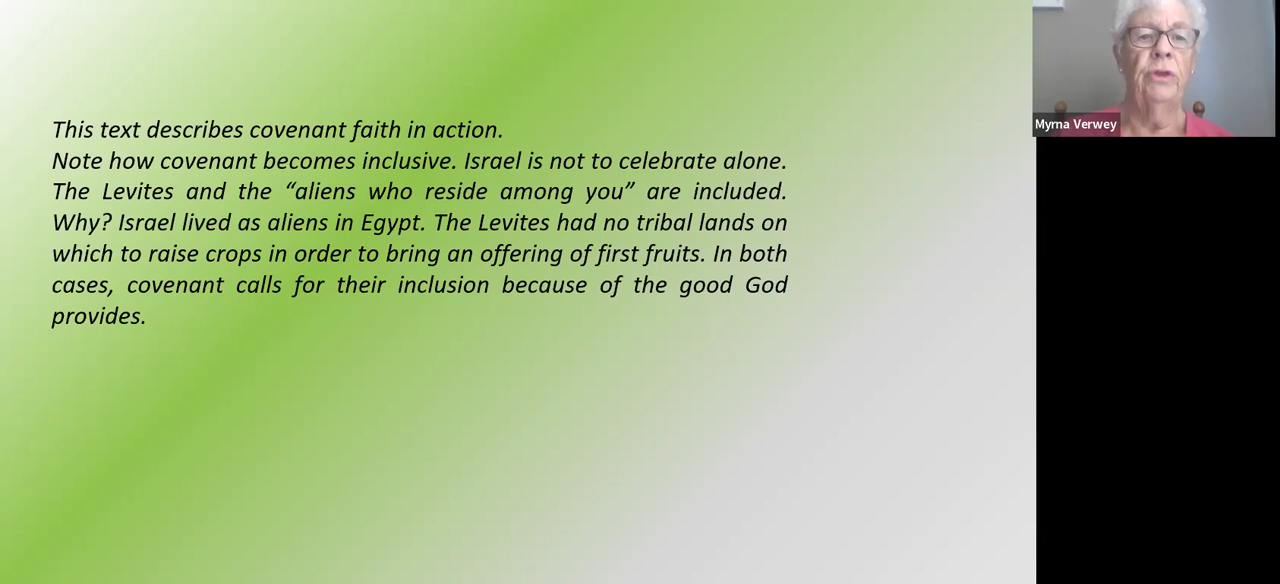 This text describes covenant faith in action.
Note how covenant becomes inclusive. Israel is not to celebrate alone.
The Levites and the “aliens who reside among you” are included.
Why? Israel lived as aliens in Egypt. The Levites had no tribal lands on
which to raise crops in order to bring an offering of first fruits. In both
cases, covenant calls for their inclusion because of the good God
provides.
Myrna Verwey